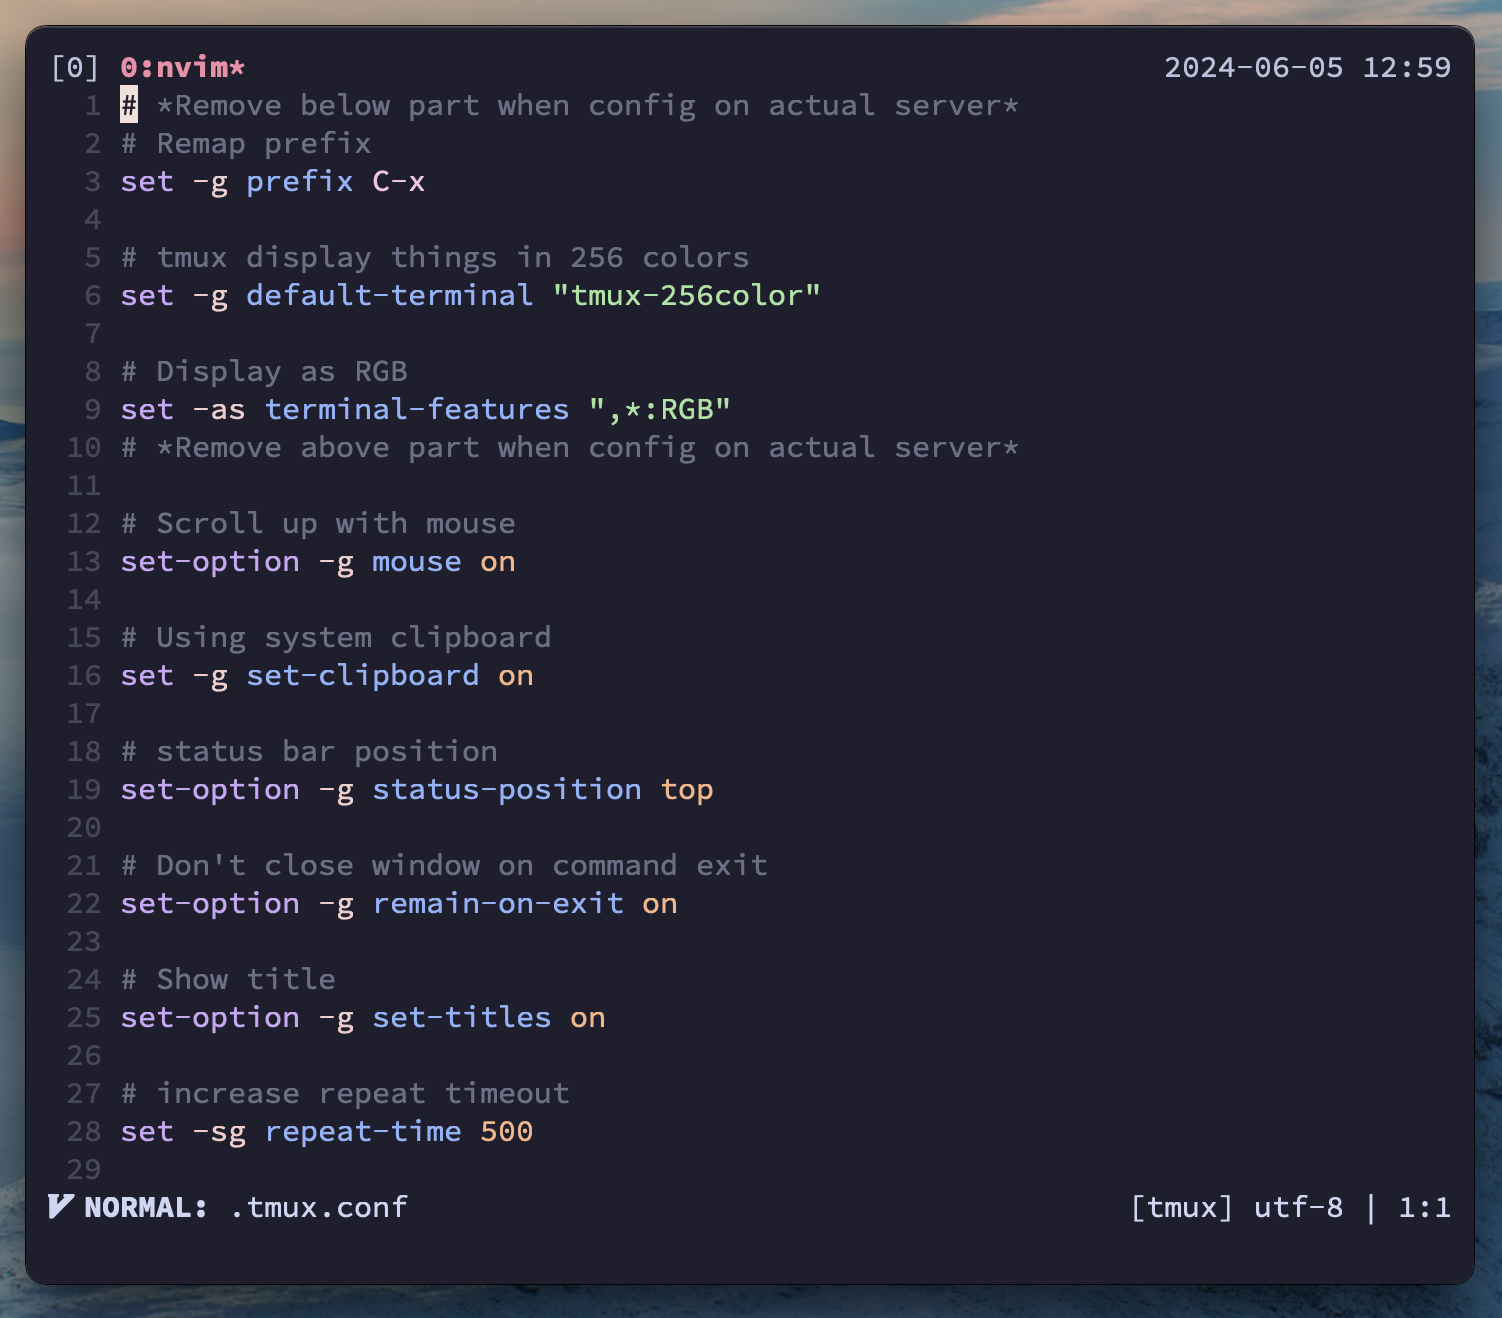 [0] 0:nvim* 2024-06-05 12:59
1 # *Remove below part when config on actual server*
2 # Remap prefix
3 set -g prefix C-x
4
5 # tmux display things in 256 colors
6 set -g default-terminal "tmux-256color"
7
8 # Display as RGB
9 set -as terminal-features ",*:RGB"
10 # *Remove above part when config on actual server*
11
12 # Scroll up with mouse
13 set-option -g mouse on
14
15 # Using system clipboard
16 set -g set-clipboard on
17
18 # status bar position
19 set-option -g status-position top
20
21 # Don't close window on command exit
22 set-option -g remain-on-exit on
23
24 # Show title
25 set-option -g set-titles on
26
27 # increase repeat timeout
28 set -sg repeat-time 500
29
NORMAL: .tmux.conf [tmux] utf-8 | 1:1